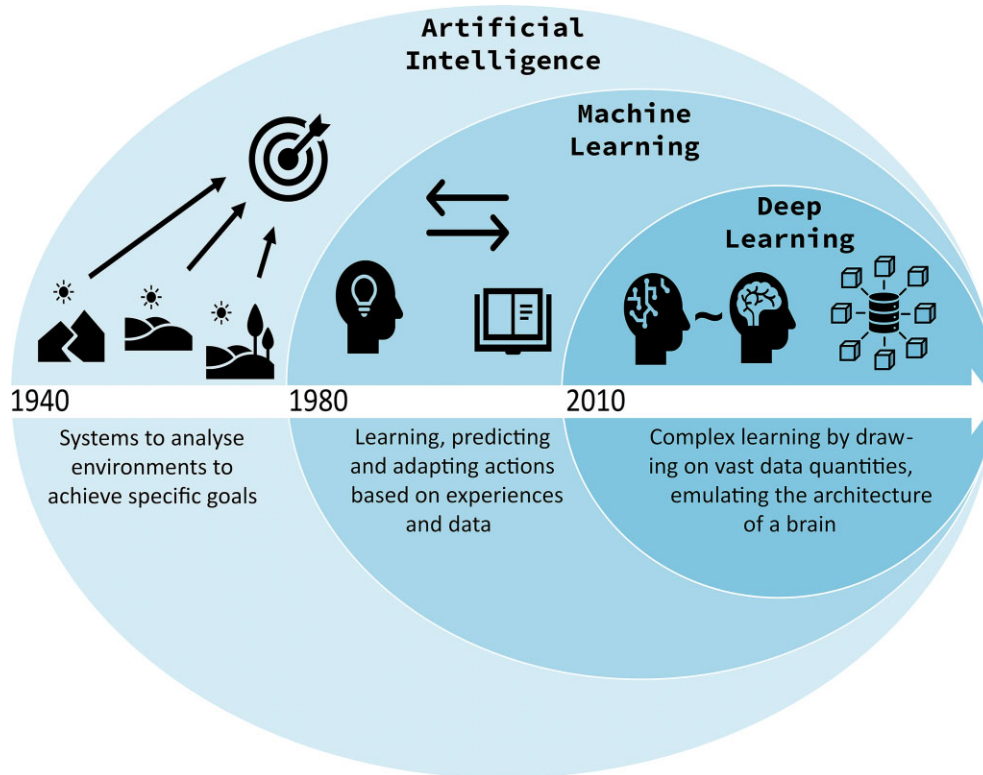 Artificial
Intelligence
Machine
Learning
Deep
Learning
~
1940
1980
2010
Systems to analyse
environments to
achieve specific goals
Learning, predicting
and adapting actions
based on experiences
and data
Complex learning by draw-
ing on vast data quantities,
emulating the architecture
of a brain